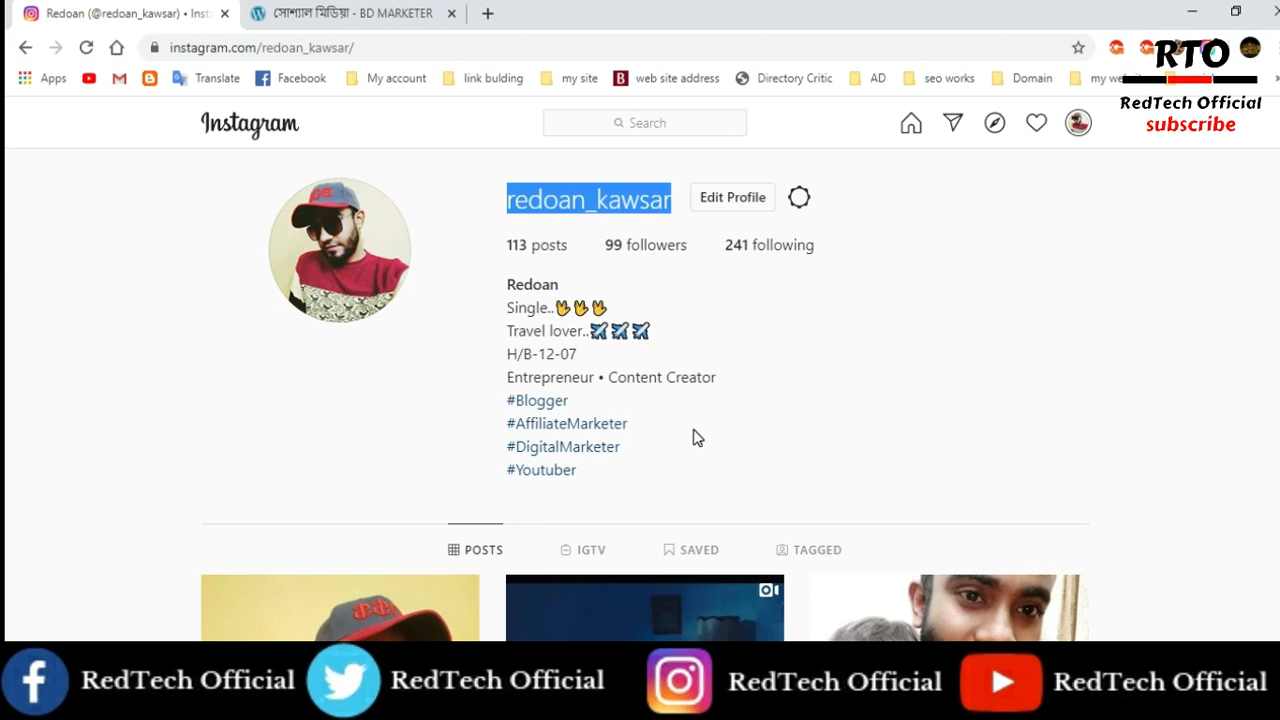 Redoan (@redoan_kawsar) • Inst
সোশ্যাল মিডিয়া - BD MARKETER
instagram.com/redoan_kawsar/
Apps
Translate
Facebook
My account
link bulding
my site
web site address
Directory Critic
AD
seo works
Domain
my we
RTO
RedTech Official
subscribe
Instagram
Search
redoan_kawsar
Edit Profile
113 posts
99 followers
241 following
Redoan
Single..🖖🖖🖖
Travel lover..✈️✈️✈️
H/B-12-07
Entrepreneur • Content Creator
#Blogger
#AffiliateMarketer
#DigitalMarketer
#Youtuber
POSTS
IGTV
SAVED
TAGGED
RedTech Official
RedTech Official
RedTech Official
RedTech Official